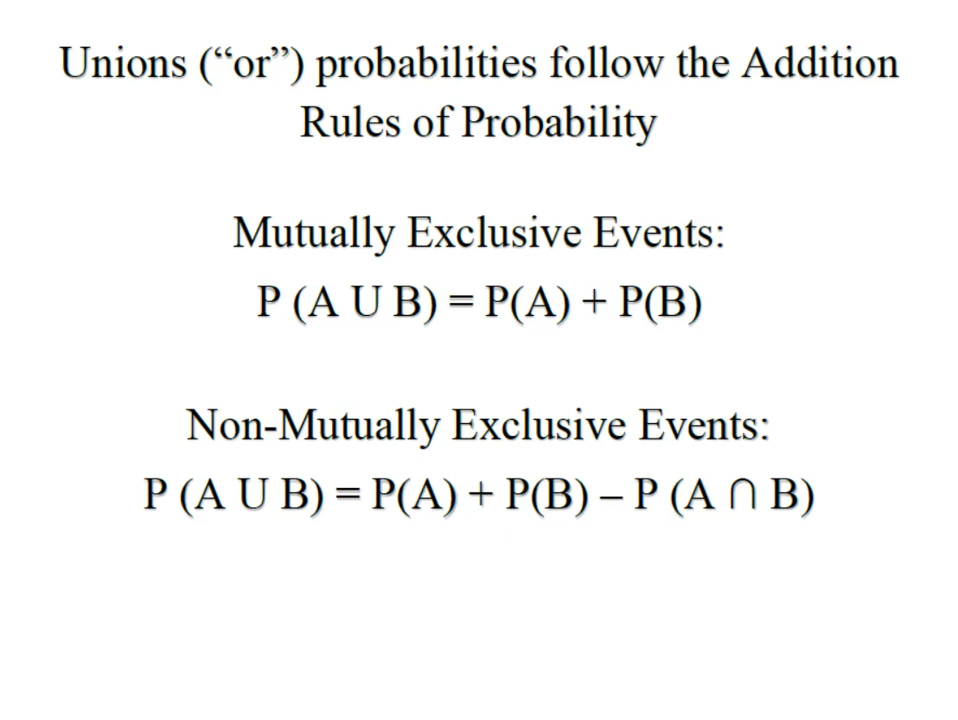 Unions (“or”) probabilities follow the Addition
Rules of Probability
Mutually Exclusive Events:
P (A U B) = P(A) + P(B)
Non-Mutually Exclusive Events:
P (A U B) = P(A) + P(B) – P (A ∩ B)